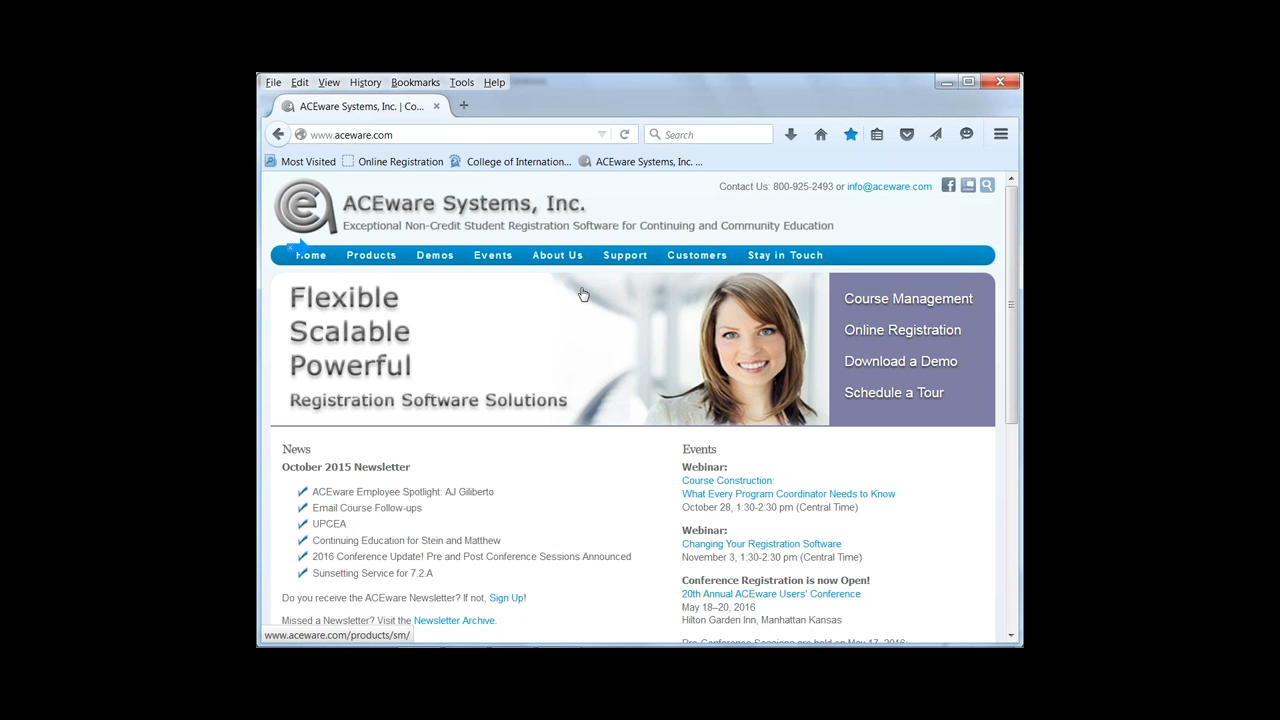 File Edit View History Bookmarks Tools Help
ACEware Systems, Inc. | Co...
www.aceware.com
Search
Most Visited Online Registration College of Internation... ACEware Systems, Inc. ...
Contact Us: 800-925-2493 or info@aceware.com
ACEware Systems, Inc.
Exceptional Non-Credit Student Registration Software for Continuing and Community Education
Home Products Demos Events About Us Support Customers Stay in Touch
Flexible
Scalable
Powerful
Registration Software Solutions
Course Management
Online Registration
Download a Demo
Schedule a Tour
News
October 2015 Newsletter
ACEware Employee Spotlight: AJ Giliberto
Email Course Follow-ups
UPCEA
Continuing Education for Stein and Matthew
2016 Conference Update! Pre and Post Conference Sessions Announced
Sunsetting Service for 7.2.A
Do you receive the ACEware Newsletter? If not, Sign Up!
Missed a Newsletter? Visit the Newsletter Archive.
www.aceware.com/products/sm/
Events
Webinar:
Course Construction:
What Every Program Coordinator Needs to Know
October 28, 1:30-2:30 pm (Central Time)
Webinar:
Changing Your Registration Software
November 3, 1:30-2:30 pm (Central Time)
Conference Registration is now Open!
20th Annual ACEware Users' Conference
May 18–20, 2016
Hilton Garden Inn, Manhattan Kansas
Pre-Conference Sessions are held on May 17, 2016: